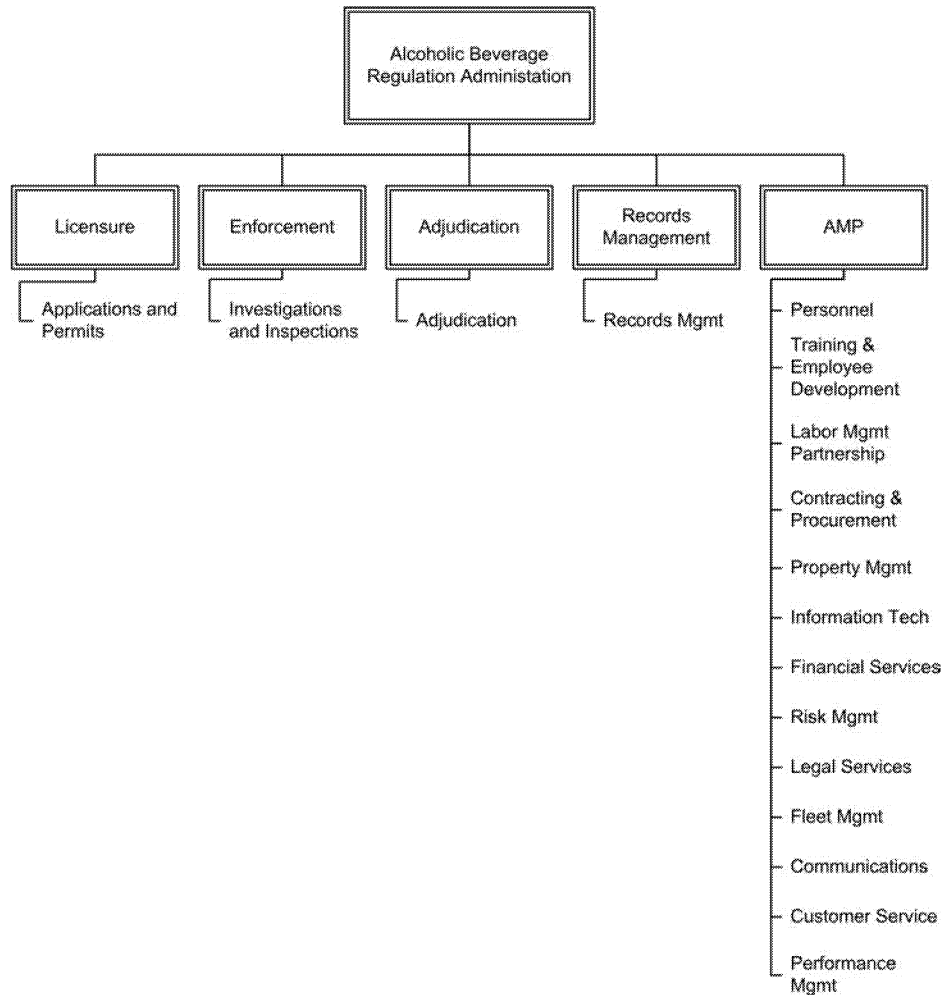 Alcoholic Beverage
Regulation Administation
Licensure
Enforcement
Adjudication
Records
Management
AMP
Applications and
Permits
Investigations
and Inspections
Adjudication
Records Mgmt
Personnel
Training &
Employee
Development
Labor Mgmt
Partnership
Contracting &
Procurement
Property Mgmt
Information Tech
Financial Services
Risk Mgmt
Legal Services
Fleet Mgmt
Communications
Customer Service
Performance
Mgmt